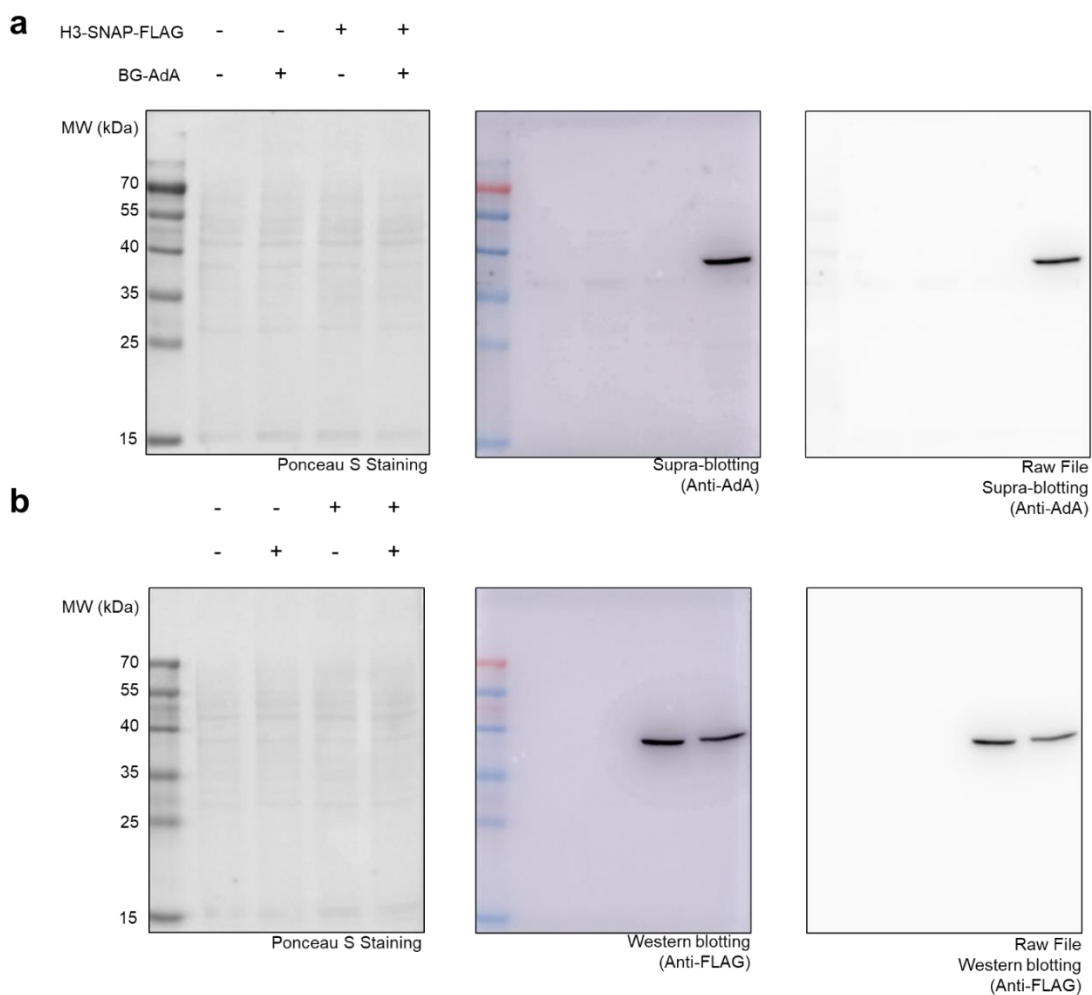 a
H3-SNAP-FLAG - - + +
BG-AdA - + - +
MW (kDa)
70
55
40
35
25
15
Ponceau S Staining
Supra-blotting
(Anti-AdA)
Raw File
Supra-blotting
(Anti-AdA)
b
- - + +
- + - +
MW (kDa)
70
55
40
35
25
15
Ponceau S Staining
Western blotting
(Anti-FLAG)
Raw File
Western blotting
(Anti-FLAG)